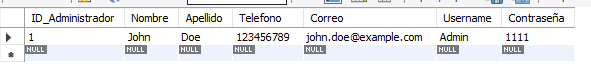 ID_Administrador Nombre Apellido Telefono Correo Username Contraseña
1 John Doe 123456789 john.doe@example.com Admin 1111
NULL NULL NULL NULL NULL NULL NULL